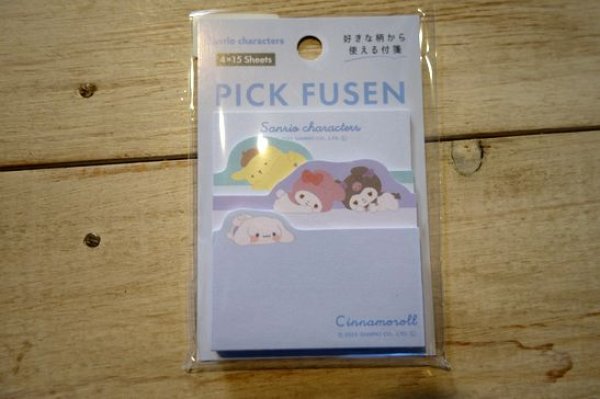 Sanrio characters
4×15 Sheets
好きな柄から
使える付箋
PICK FUSEN
Sanrio characters
Cinnamoroll